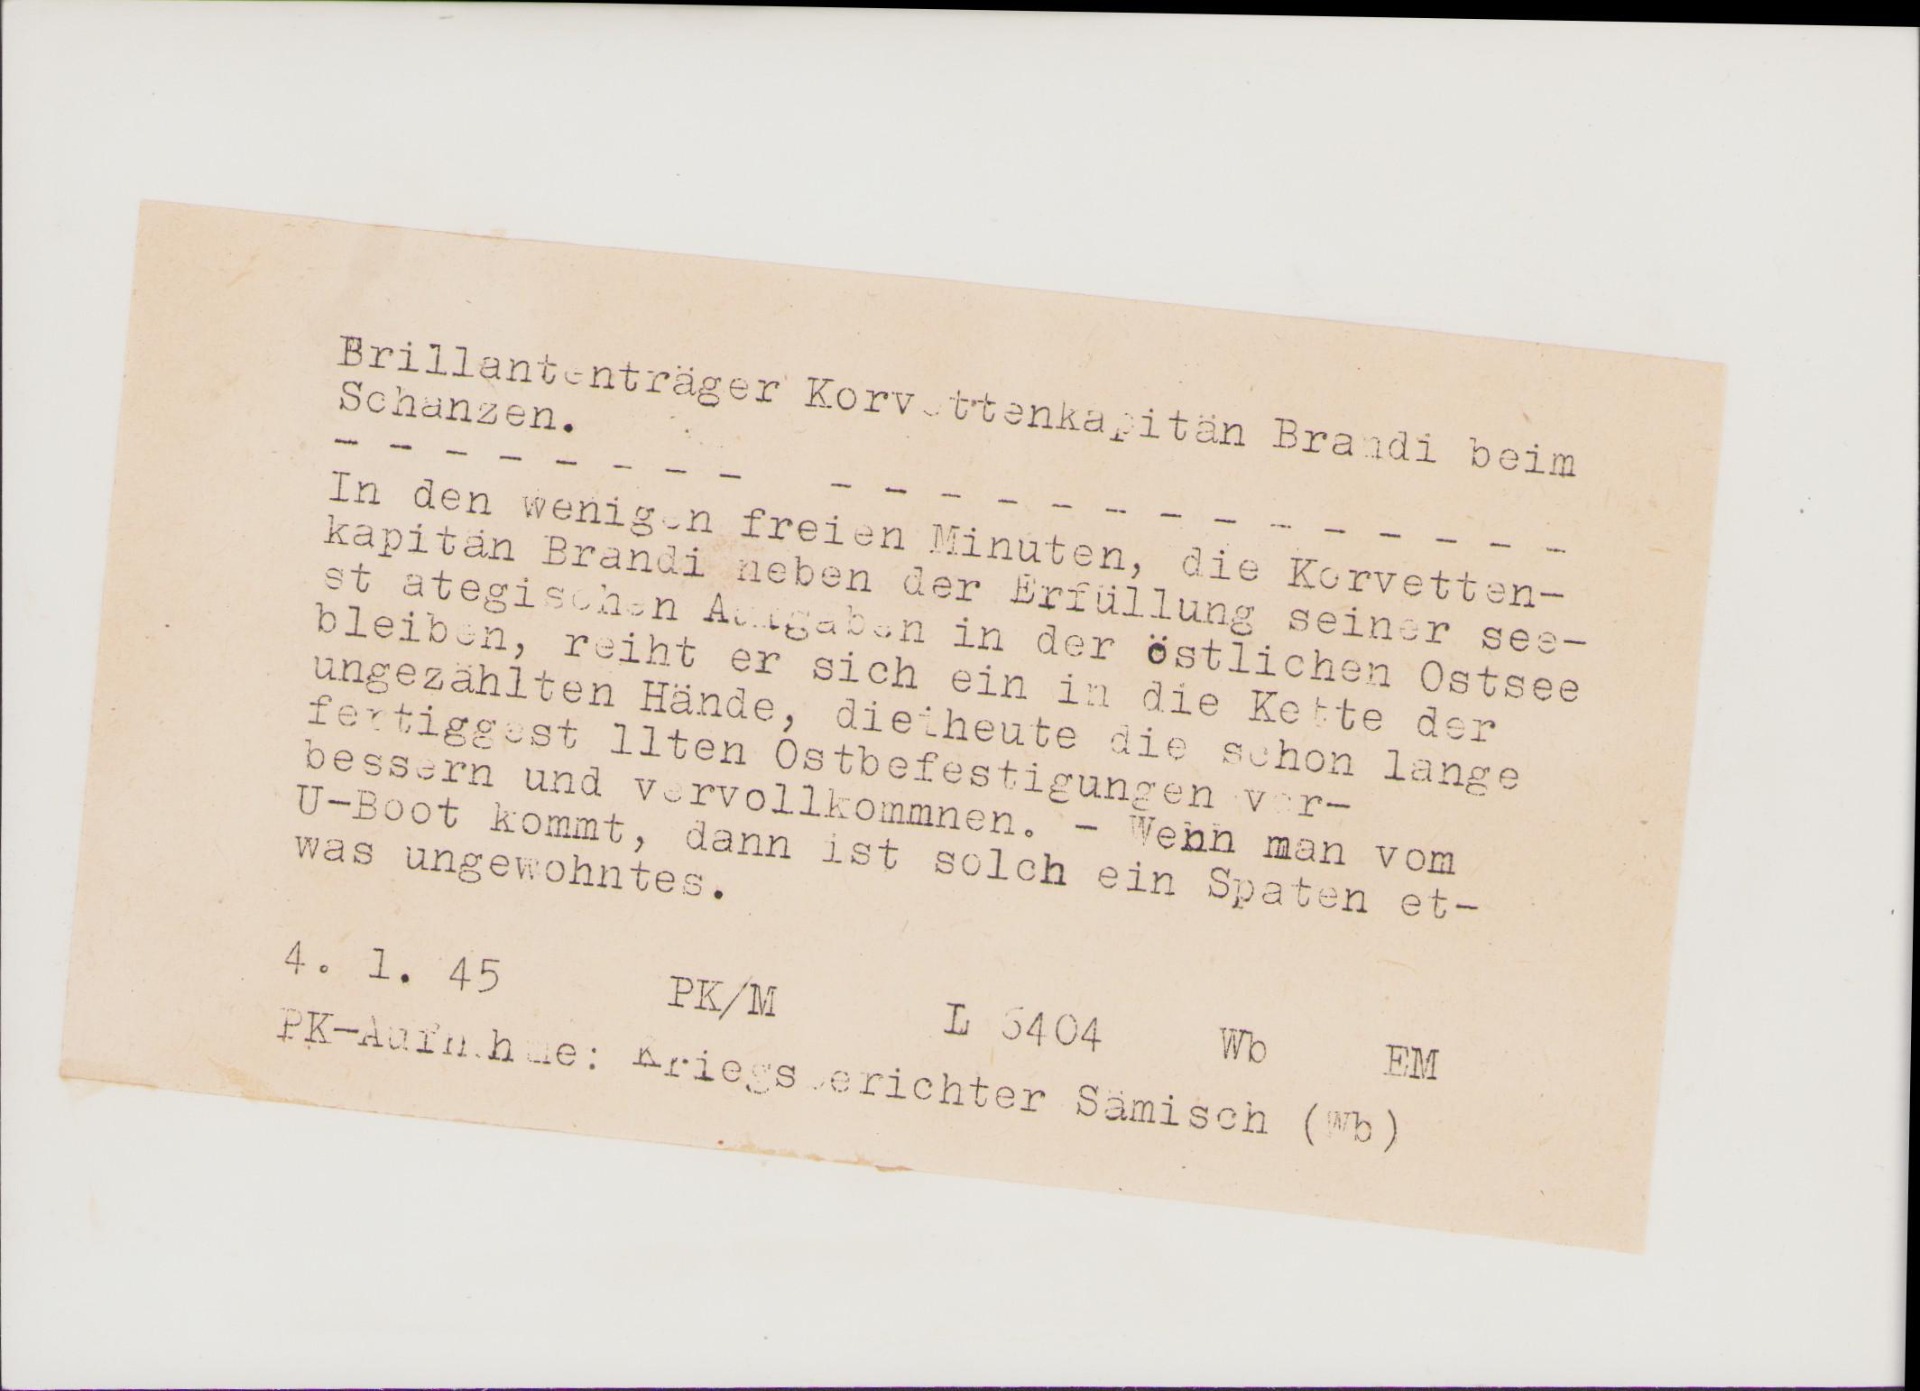 Brillantenträger Korvettenkapitän Brandi beim
Schanzen.
- - - - - - - - - - - - - - - - - - - - - -
In den wenigen freien Minuten, die Korvetten-
kapitän Brandi neben der Erfüllung seiner see-
st ategischen Aufgaben in der östlichen Ostsee
bleiben, reiht er sich ein in die Kette der
ungezählten Hände, die heute die schon lange
fertiggest llten Ostbefestigungen ver-
bessern und vervollkommnen. - Wenn man vom
U-Boot kommt, dann ist solch ein Spaten et-
was ungewohntes.
4. 1. 45 PK/M L 6404 Wb EM
PK-Aufnahme: Kriegsberichter Sämisch (Wb)